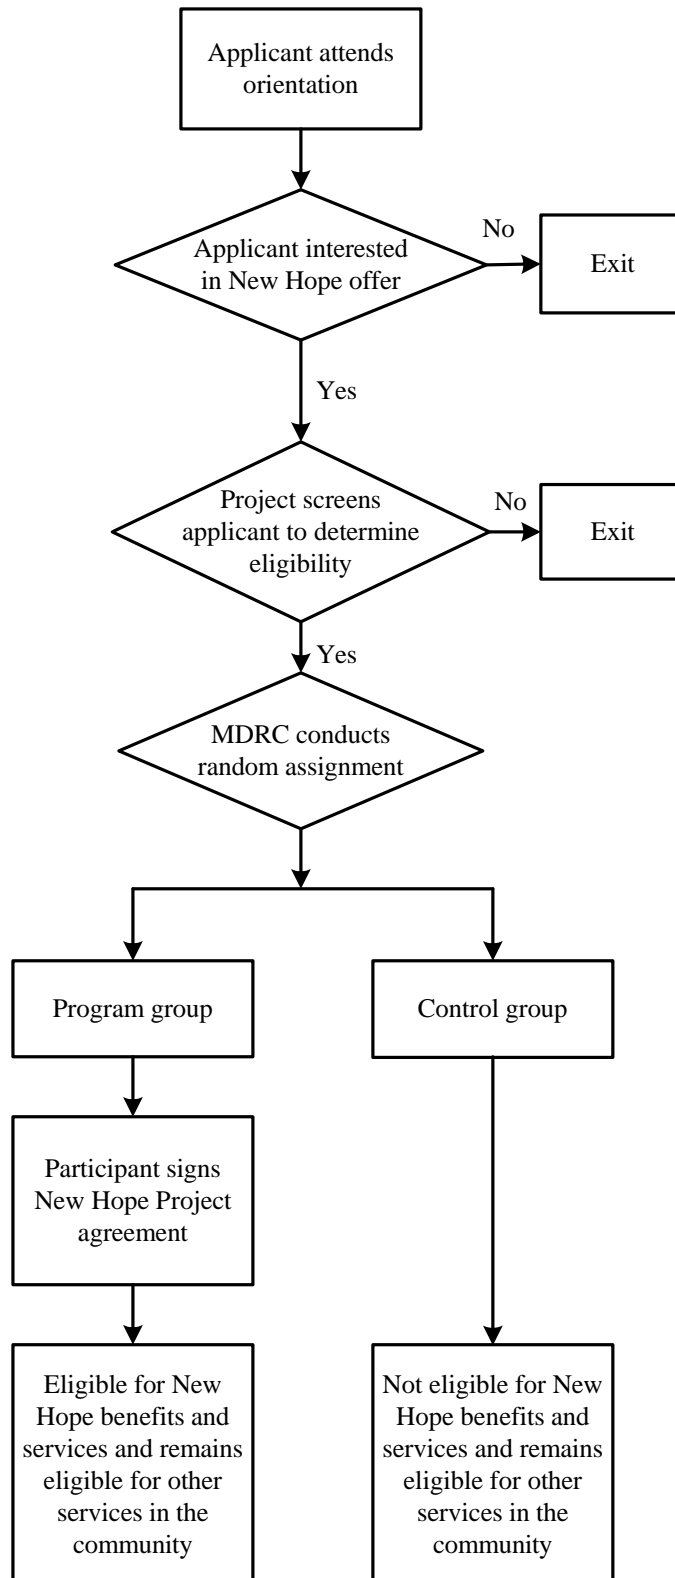 Applicant attends
orientation
Applicant interested
in New Hope offer
No
Exit
Yes
Project screens
applicant to determine
eligibility
No
Exit
Yes
MDRC conducts
random assignment
Program group
Control group
Participant signs
New Hope Project
agreement
Eligible for New
Hope benefits and
services and remains
eligible for other
services in the
community
Not eligible for New
Hope benefits and
services and remains
eligible for other
services in the
community